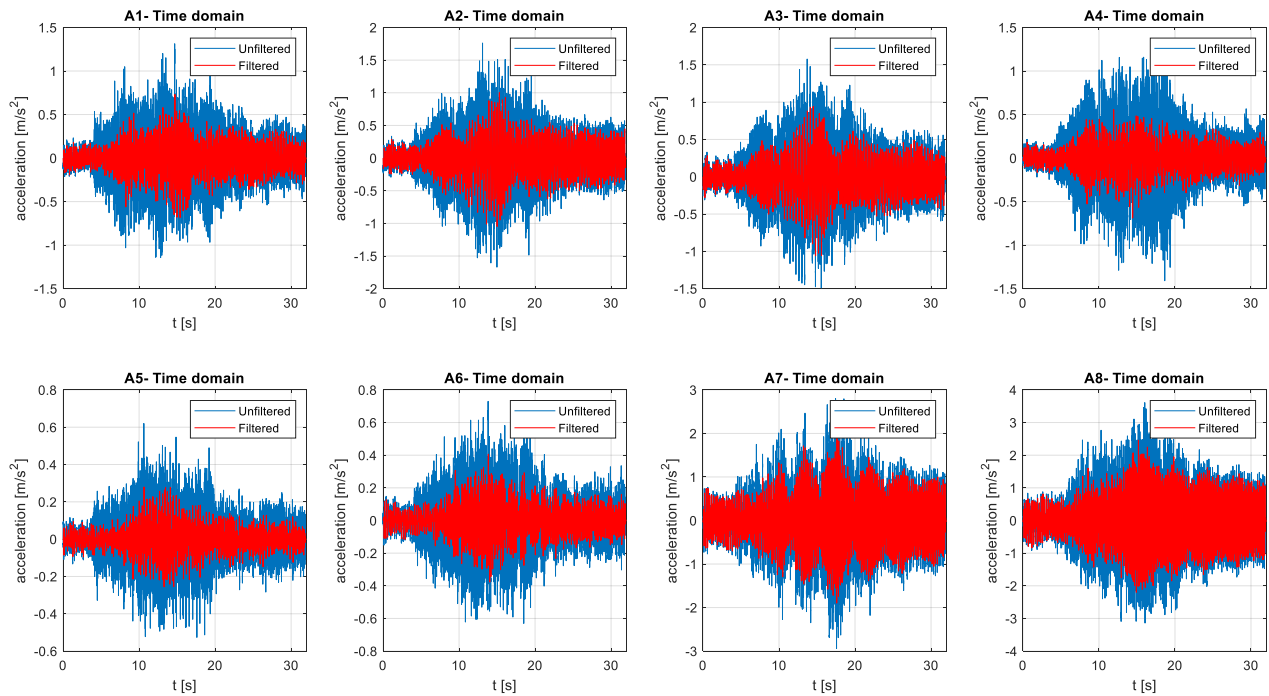 A1- Time domain
1.5
1
0.5
0
-0.5
-1
-1.5
acceleration [m/s²]
0 10 20 30
t [s]
Unfiltered
Filtered
A2- Time domain
2
1.5
1
0.5
0
-0.5
-1
-1.5
-2
acceleration [m/s²]
0 10 20 30
t [s]
Unfiltered
Filtered
A3- Time domain
2
1.5
1
0.5
0
-0.5
-1
-1.5
acceleration [m/s²]
0 10 20 30
t [s]
Unfiltered
Filtered
A4- Time domain
1.5
1
0.5
0
-0.5
-1
-1.5
acceleration [m/s²]
0 10 20 30
t [s]
Unfiltered
Filtered
A5- Time domain
0.8
0.6
0.4
0.2
0
-0.2
-0.4
-0.6
acceleration [m/s²]
0 10 20 30
t [s]
Unfiltered
Filtered
A6- Time domain
0.8
0.6
0.4
0.2
0
-0.2
-0.4
-0.6
-0.8
acceleration [m/s²]
0 10 20 30
t [s]
Unfiltered
Filtered
A7- Time domain
3
2
1
0
-1
-2
-3
acceleration [m/s²]
0 10 20 30
t [s]
Unfiltered
Filtered
A8- Time domain
4
3
2
1
0
-1
-2
-3
-4
acceleration [m/s²]
0 10 20 30
t [s]
Unfiltered
Filtered